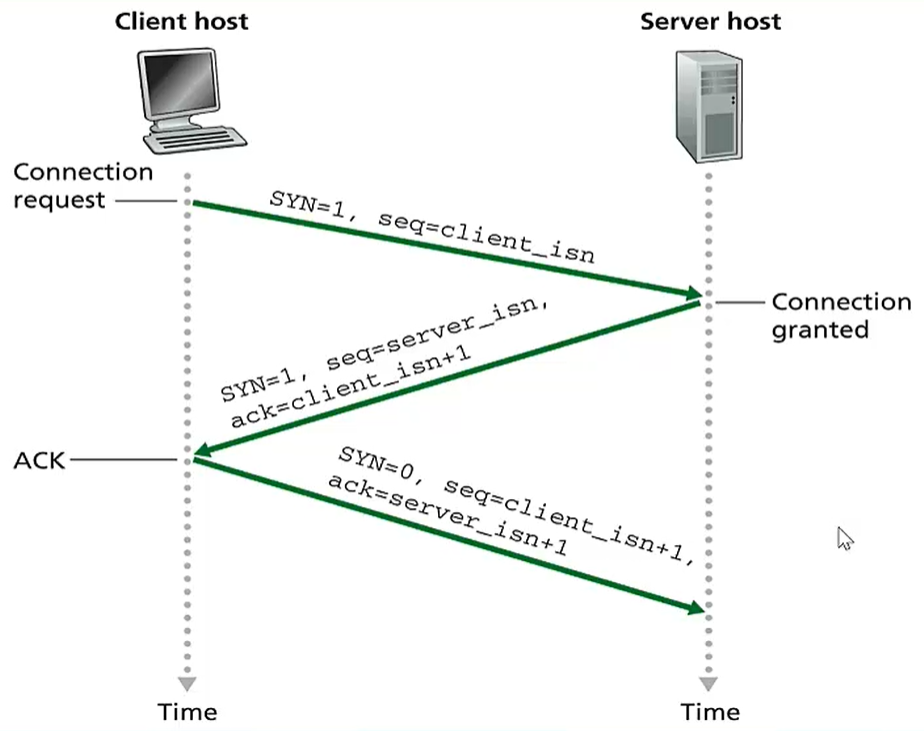 Client host
Server host
Connection
request
SYN=1, seq=client_isn
Connection
granted
SYN=1, seq=server_isn,
ack=client_isn+1
ACK
SYN=0, seq=client_isn+1,
ack=server_isn+1
Time
Time